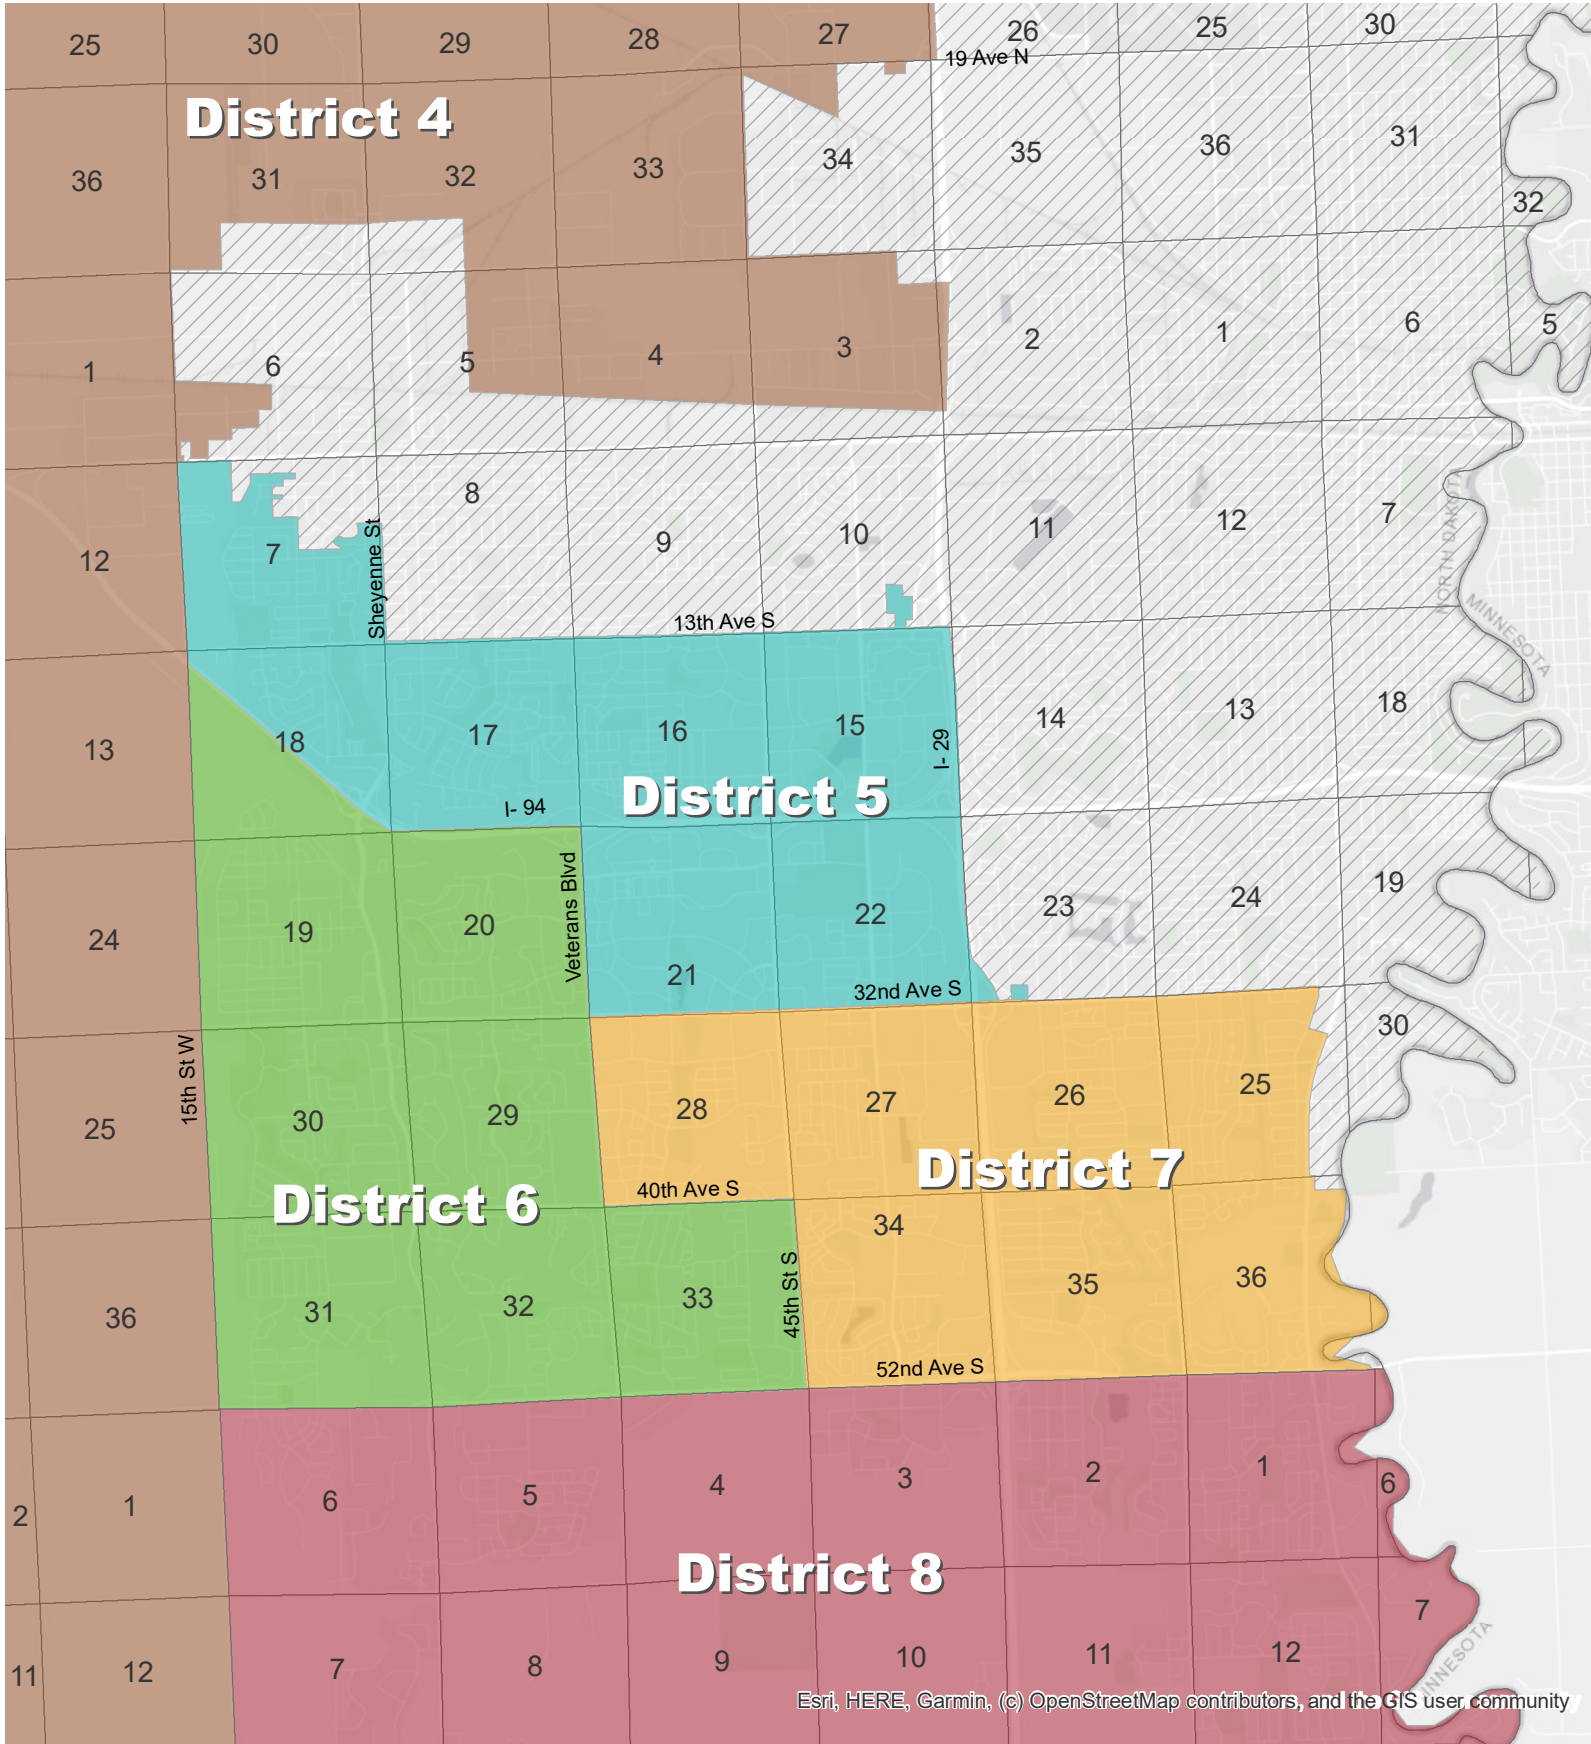 25 30 29 28 27 26 25 30
19 Ave N
District 4
36 31 32 33 34 35 36 31
32
1 6 5 4 3 2 1 6 5
12 7 8 9 10 11 12 7
Sheyenne St
13th Ave S
NORTH DAKOTA
MINNESOTA
13 18 17 16 15 14 13 18
I- 29
District 5
I- 94
Veterans Blvd
24 19 20 21 22 23 24 19
32nd Ave S
15th St W
25 30 29 28 27 26 25 30
District 7
40th Ave S
District 6
36 31 32 33 34 35 36
45th St S
52nd Ave S
2 1 6 5 4 3 2 1 6
District 8
11 12 7 8 9 10 11 12 7
INNESOTA
Esri, HERE, Garmin, (c) OpenStreetMap contributors, and the GIS user community